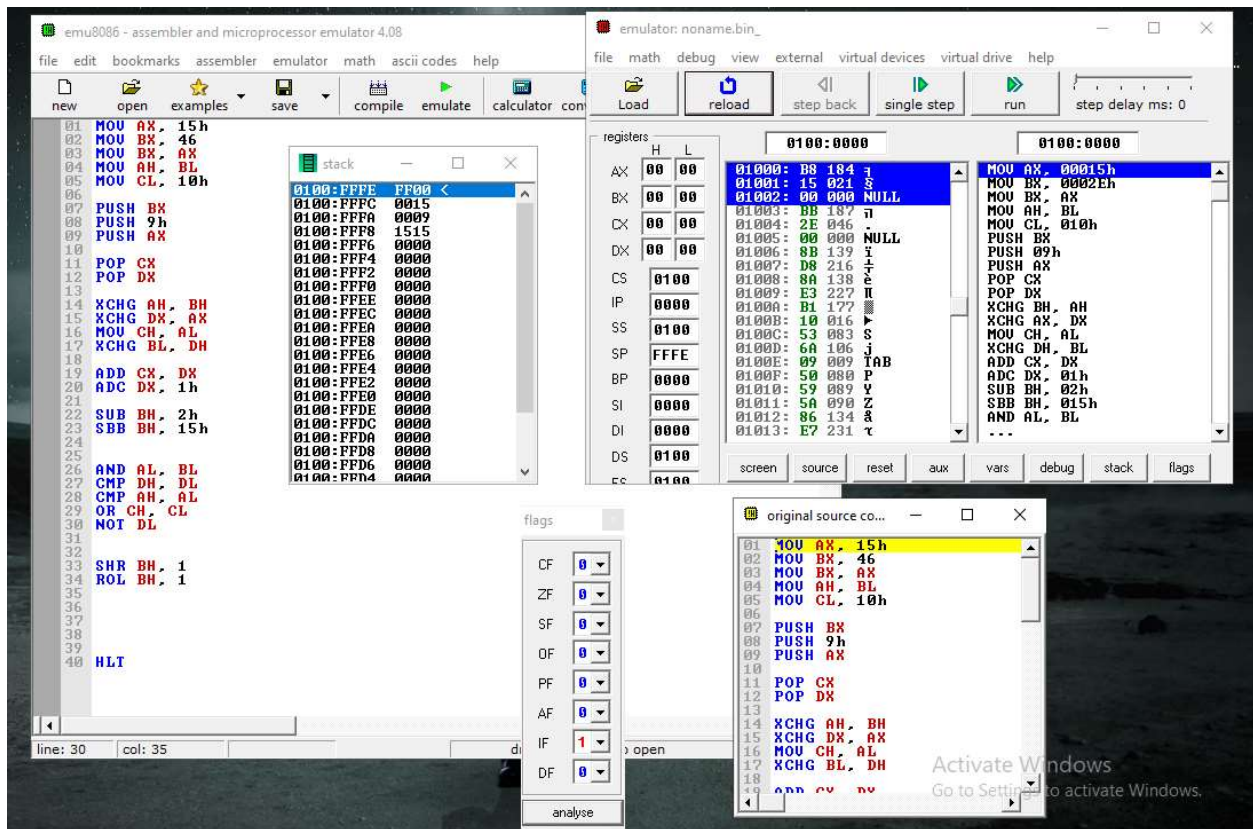 emu8086 - assembler and microprocessor emulator 4.08
file edit bookmarks assembler emulator math ascii codes help
new open examples save compile emulate calculator
01 MOV AX, 15h
02 MOV BX, 46
03 MOV BX, AX
04 MOV AH, BL
05 MOV CL, 10h
06
07 PUSH BX
08 PUSH 9h
09 PUSH AX
10
11 POP CX
12 POP DX
13
14 XCHG AH, BH
15 XCHG DX, AX
16 MOV CH, AL
17 XCHG BL, DH
18
19 ADD CX, DX
20 ADC DX, 1h
21
22 SUB BH, 2h
23 SBB BH, 15h
24
25
26 AND AL, BL
27 CMP DH, DL
28 CMP AH, AL
29 OR CH, CL
30 NOT DL
31
32
33 SHR BH, 1
34 ROL BH, 1
35
36
37
38
39
40 HLT
line: 30 col: 35
stack
0100:FFFE FF00 <
0100:FFFC 0015
0100:FFFA 0009
0100:FFF8 1515
0100:FFF6 0000
0100:FFF4 0000
0100:FFF2 0000
0100:FFF0 0000
0100:FFEE 0000
0100:FFEC 0000
0100:FFEA 0000
0100:FFE8 0000
0100:FFE6 0000
0100:FFE4 0000
0100:FFE2 0000
0100:FFE0 0000
0100:FFDE 0000
0100:FFDC 0000
0100:FFDA 0000
0100:FFD8 0000
0100:FFD6 0000
0100:FFD4 0000
emulator: noname.bin_
file math debug view external virtual devices virtual drive help
Load reload step back single step run step delay ms: 0
registers
H L
AX 00 00
BX 00 00
CX 00 00
DX 00 00
CS 0100
IP 0000
SS 0100
SP FFFE
BP 0000
SI 0000
DI 0000
DS 0100
ES 0100
0100:0000
01000: B8 184 ╕
01001: 15 021 §
01002: 00 000 NULL
01003: BB 187 ╗
01004: 2E 046 .
01005: 00 000 NULL
01006: 8B 139 ï
01007: D8 216 ╪
01008: 8A 138 è
01009: E3 227 π
0100A: B1 177 ▒
0100B: 10 016 ►
0100C: 53 083 S
0100D: 6A 106 j
0100E: 09 009 TAB
0100F: 50 080 P
01010: 59 089 Y
01011: 5A 090 Z
01012: 86 134 å
01013: E7 231 τ
0100:0000
MOV AX, 00015h
MOV BX, 0002Eh
MOV BX, AX
MOV AH, BL
MOV CL, 010h
PUSH BX
PUSH 09h
PUSH AX
POP CX
POP DX
XCHG BH, AH
XCHG AX, DX
MOV CH, AL
XCHG DH, BL
ADD CX, DX
ADC DX, 01h
SUB BH, 02h
SBB BH, 015h
AND AL, BL
...
screen source reset aux vars debug stack flags
flags
CF 0
ZF 0
SF 0
OF 0
PF 0
AF 0
IF 1
DF 0
analyse
original source co...
01 MOV AX, 15h
02 MOV BX, 46
03 MOV BX, AX
04 MOV AH, BL
05 MOV CL, 10h
06
07 PUSH BX
08 PUSH 9h
09 PUSH AX
10
11 POP CX
12 POP DX
13
14 XCHG AH, BH
15 XCHG DX, AX
16 MOV CH, AL
17 XCHG BL, DH
18
19 ADD CX, DX
Activate Windows
Go to Settings to activate Windows.